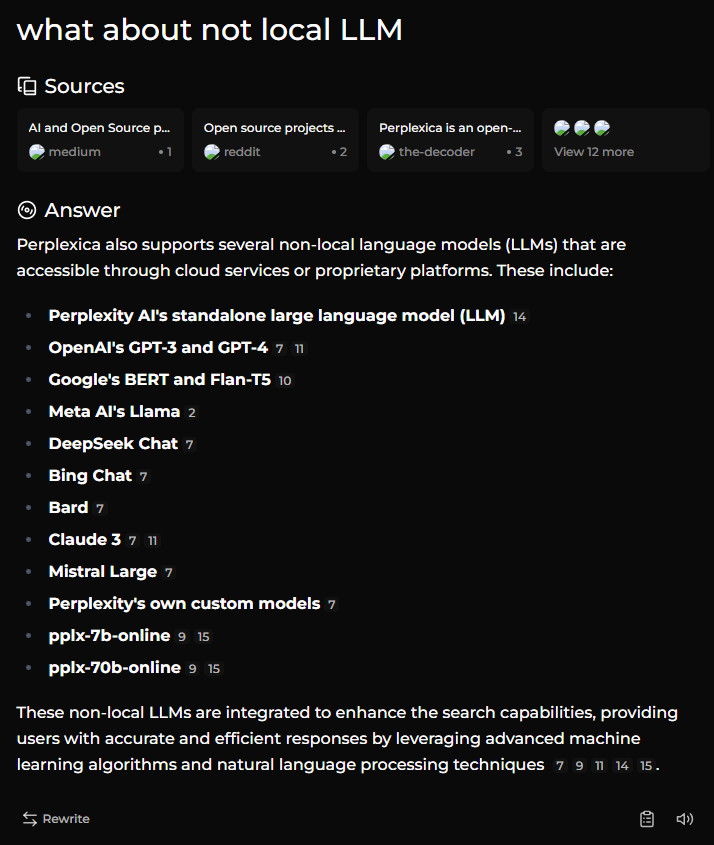 what about not local LLM
Sources
AI and Open Source p...
medium • 1
Open source projects ...
reddit • 2
Perplexica is an open-...
the-decoder • 3
View 12 more
Answer
Perplexica also supports several non-local language models (LLMs) that are
accessible through cloud services or proprietary platforms. These include:
• Perplexity AI's standalone large language model (LLM) 14
• OpenAI's GPT-3 and GPT-4 7 11
• Google's BERT and Flan-T5 10
• Meta AI's Llama 2
• DeepSeek Chat 7
• Bing Chat 7
• Bard 7
• Claude 3 7 11
• Mistral Large 7
• Perplexity's own custom models 7
• pplx-7b-online 9 15
• pplx-70b-online 9 15
These non-local LLMs are integrated to enhance the search capabilities, providing
users with accurate and efficient responses by leveraging advanced machine
learning algorithms and natural language processing techniques 7 9 11 14 15 .
Rewrite